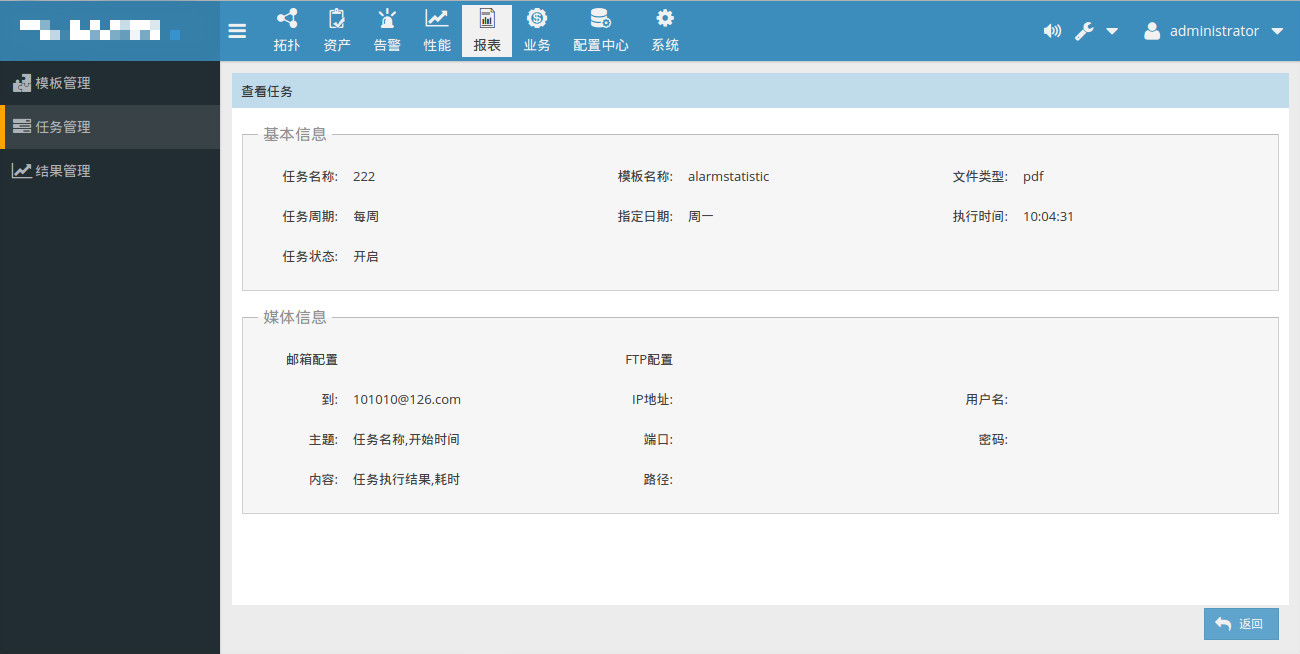 拓扑 资产 告警 性能 报表 业务 配置中心 系统 administrator
模板管理
任务管理
结果管理
查看任务
基本信息
任务名称: 222 模板名称: alarmstatistic 文件类型: pdf
任务周期: 每周 指定日期: 周一 执行时间: 10:04:31
任务状态: 开启
媒体信息
邮箱配置 FTP配置
到: 101010@126.com IP地址: 用户名:
主题: 任务名称,开始时间 端口: 密码:
内容: 任务执行结果,耗时 路径:
返回